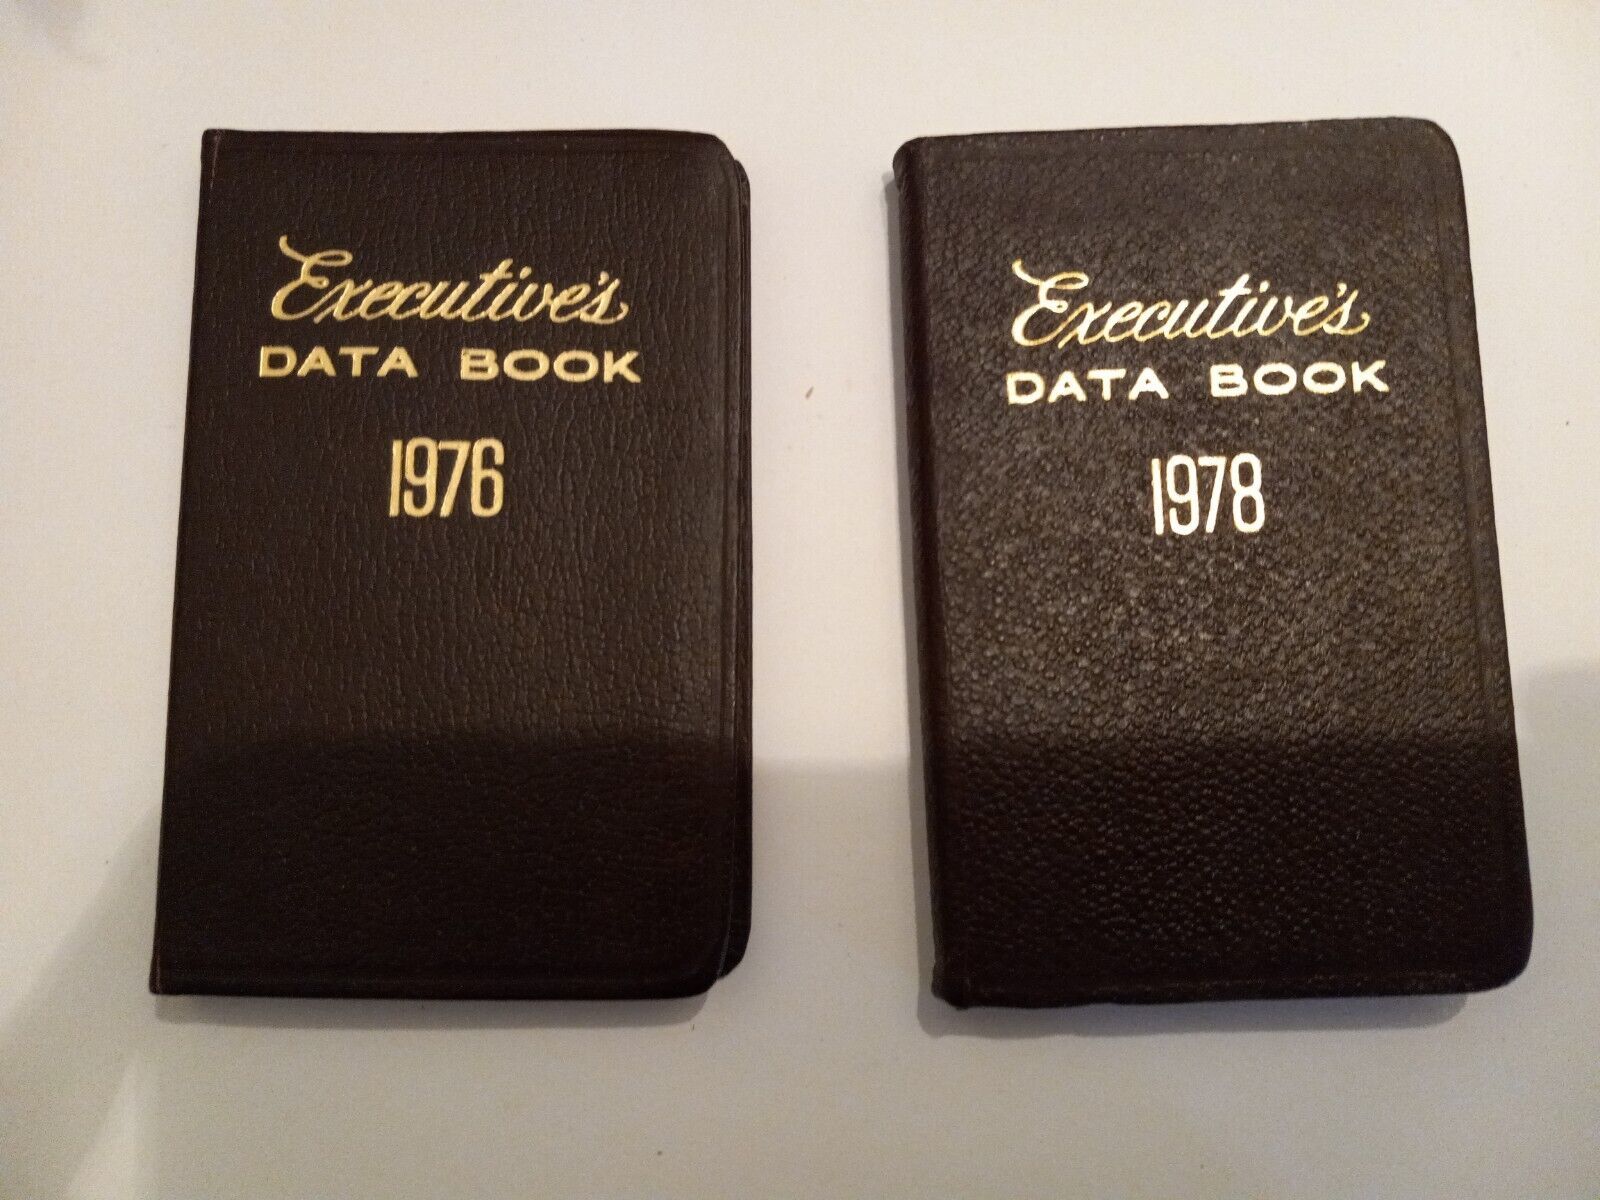 Executive's
DATA BOOK
1976
Executive's
DATA BOOK
1978